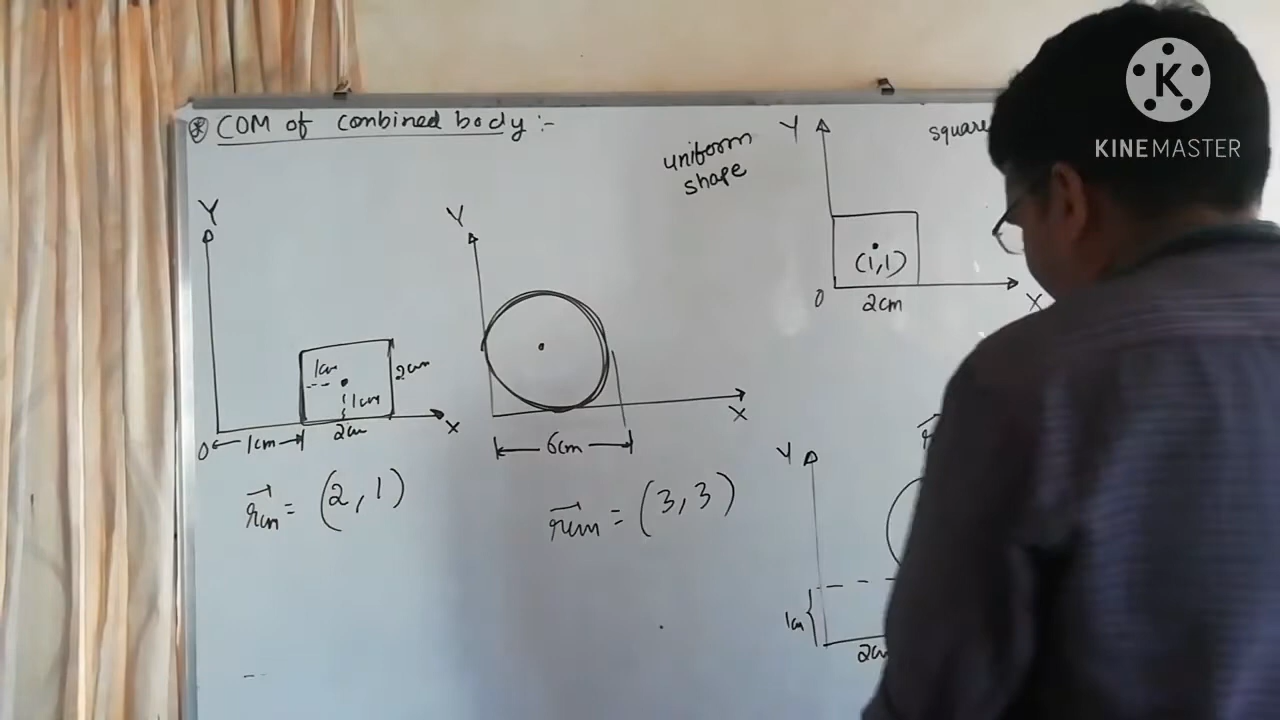 * COM of Combined body :-
uniform
shape
Y
square
(1,1)
O
2cm
X
Y
1cm
1cm
2cm
O
1cm
2cm
X
r cm = (2, 1)
Y
X
6cm
r cm = (3, 3)
Y
1cm
K
KINEMASTER